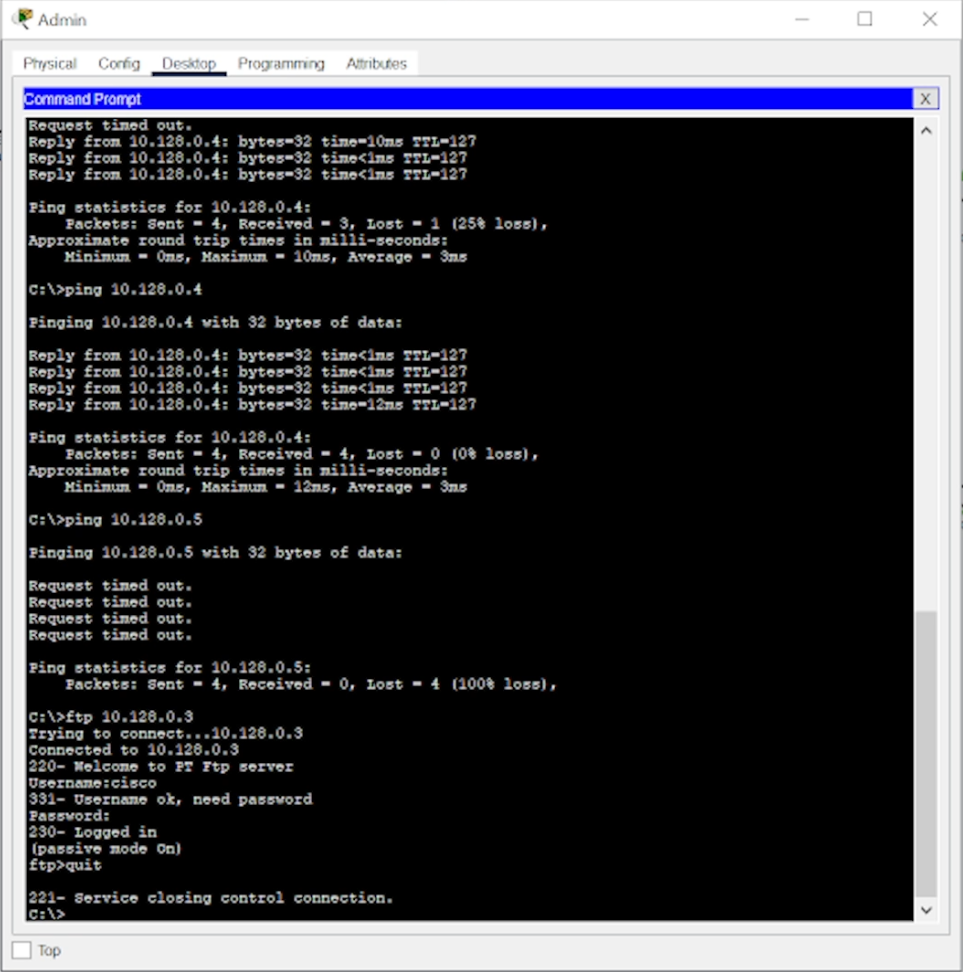 Admin
Physical Config Desktop Programming Attributes
Command Prompt X
Request timed out.
Reply from 10.128.0.4: bytes=32 time=10ms TTL=127
Reply from 10.128.0.4: bytes=32 time<1ms TTL=127
Reply from 10.128.0.4: bytes=32 time<1ms TTL=127
Ping statistics for 10.128.0.4:
Packets: Sent = 4, Received = 3, Lost = 1 (25% loss),
Approximate round trip times in milli-seconds:
Minimum = 0ms, Maximum = 10ms, Average = 3ms
C:\>ping 10.128.0.4
Pinging 10.128.0.4 with 32 bytes of data:
Reply from 10.128.0.4: bytes=32 time<1ms TTL=127
Reply from 10.128.0.4: bytes=32 time<1ms TTL=127
Reply from 10.128.0.4: bytes=32 time<1ms TTL=127
Reply from 10.128.0.4: bytes=32 time=12ms TTL=127
Ping statistics for 10.128.0.4:
Packets: Sent = 4, Received = 4, Lost = 0 (0% loss),
Approximate round trip times in milli-seconds:
Minimum = 0ms, Maximum = 12ms, Average = 3ms
C:\>ping 10.128.0.5
Pinging 10.128.0.5 with 32 bytes of data:
Request timed out.
Request timed out.
Request timed out.
Request timed out.
Ping statistics for 10.128.0.5:
Packets: Sent = 4, Received = 0, Lost = 4 (100% loss),
C:\>ftp 10.128.0.3
Trying to connect...10.128.0.3
Connected to 10.128.0.3
220- Welcome to PT Ftp server
Username:cisco
331- Username ok, need password
Password:
230- Logged in
(passive mode On)
ftp>quit
221- Service closing control connection.
C:\>
Top